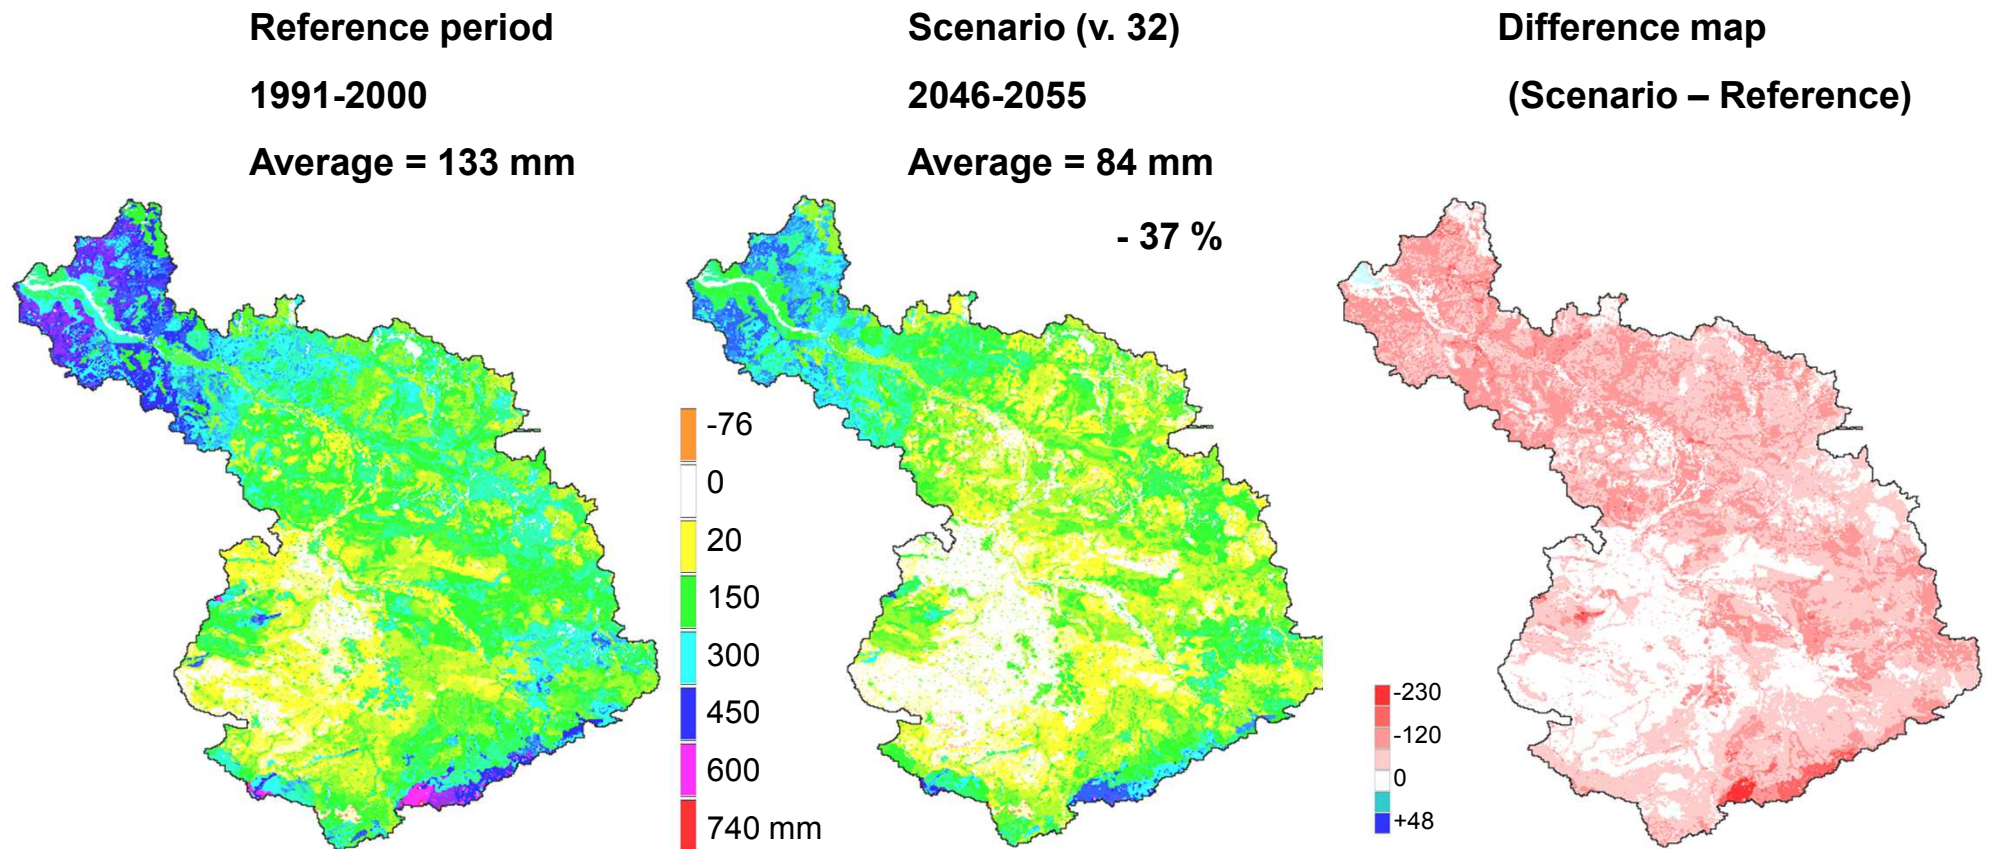 Reference period
1991-2000
Average = 133 mm
Scenario (v. 32)
2046-2055
Average = 84 mm
- 37 %
Difference map
(Scenario – Reference)
-76
0
20
150
300
450
600
740 mm
-230
-120
0
+48